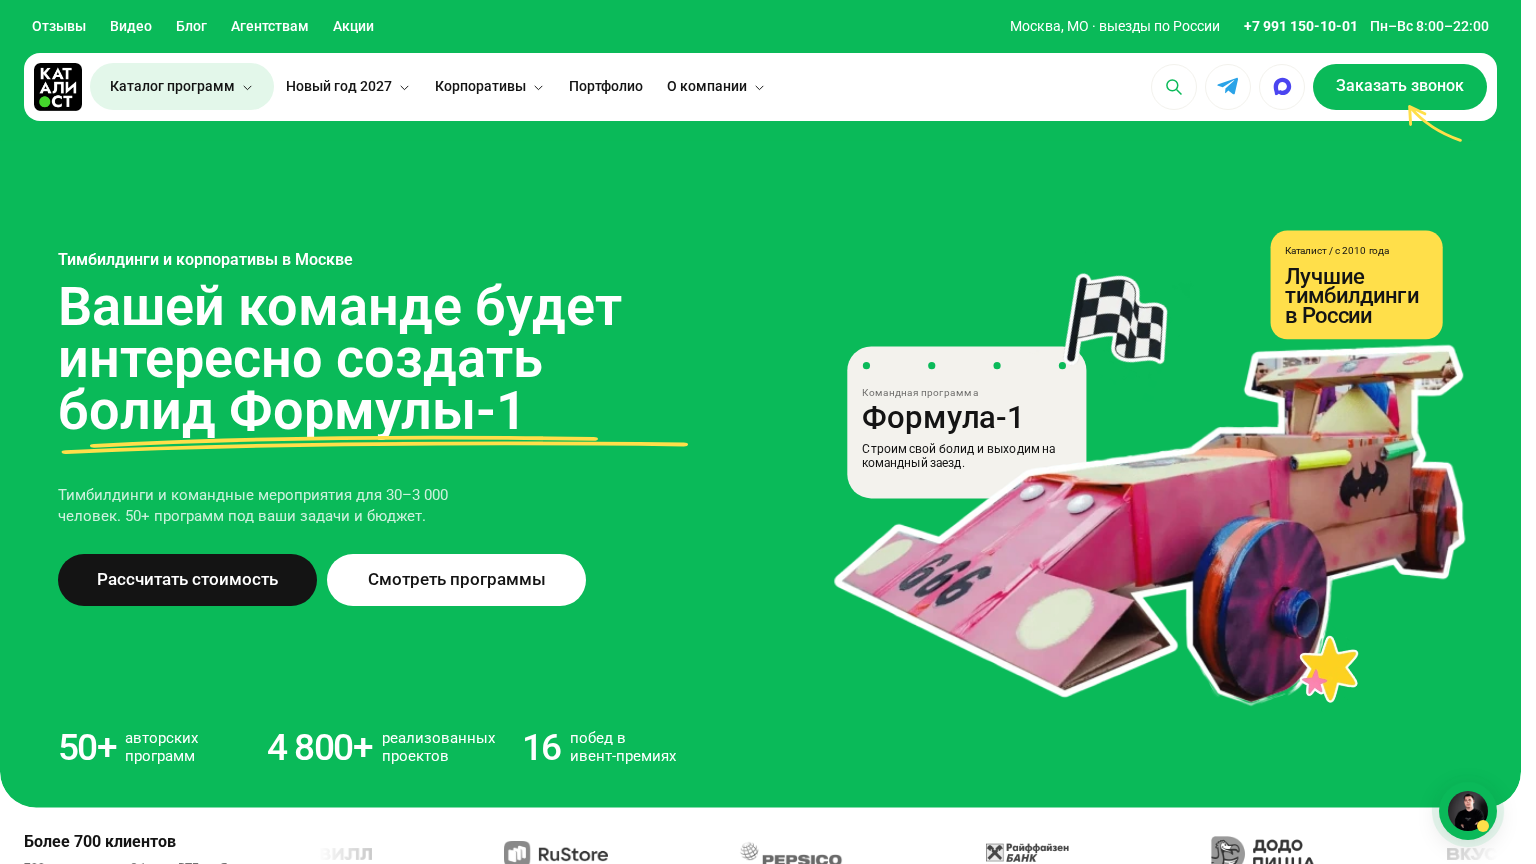 Отзывы Видео Блог Агентствам Акции
Москва, МО · выезды по России +7 991 150-10-01 Пн–Вс 8:00–22:00
КАТ
АЛИ
СТ
Каталог программ Новый год 2027 Корпоративы Портфолио О компании
Заказать звонок
Тимбилдинги и корпоративы в Москве
Вашей команде будет
интересно создать
болид Формулы-1
Тимбилдинги и командные мероприятия для 30–3 000
человек. 50+ программ под ваши задачи и бюджет.
Рассчитать стоимость Смотреть программы
Каталист / с 2010 года
Лучшие
тимбилдинги
в России
Командная программа
Формула-1
Строим свой болид и выходим на
командный заезд.
666
50+ авторских
программ
4 800+ реализованных
проектов
16 побед в
ивент-премиях
Более 700 клиентов
RuStore
PEPSICO
Райффайзен
БАНК
ДОДО
ПИЦЦА